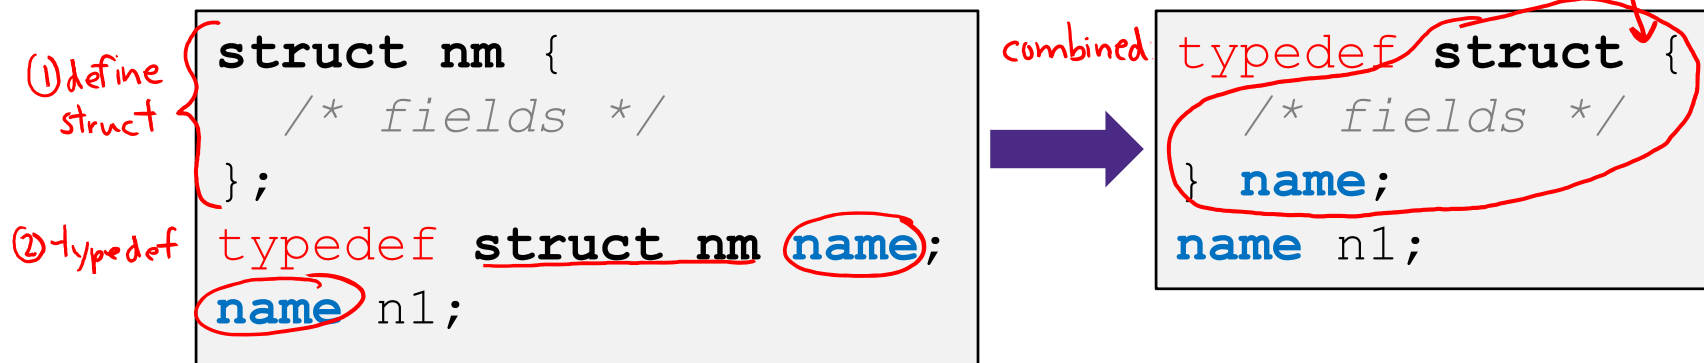 ① define
struct
struct nm {
/* fields */
};
② typedef
typedef struct nm name;
name n1;
combined:
typedef struct {
/* fields */
} name;
name n1;